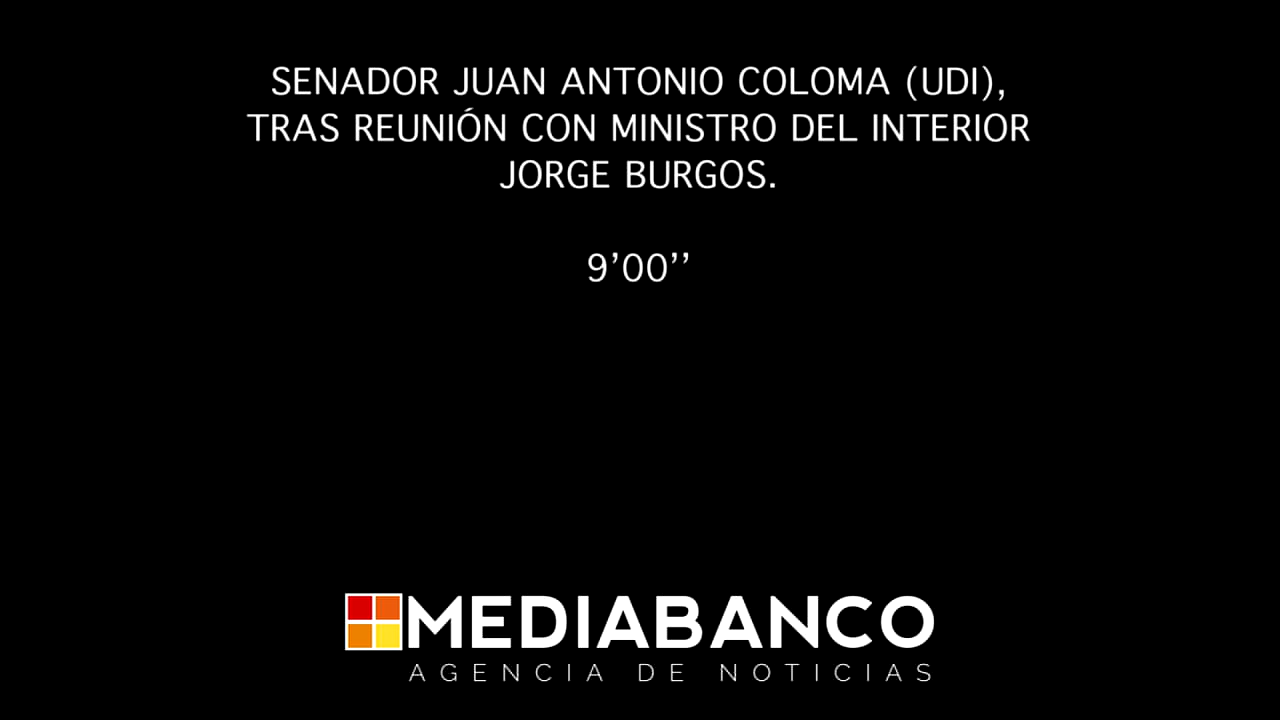 SENADOR JUAN ANTONIO COLOMA (UDI),
TRAS REUNIÓN CON MINISTRO DEL INTERIOR
JORGE BURGOS.
9’00’’
MEDIABANCO
AGENCIA DE NOTICIAS